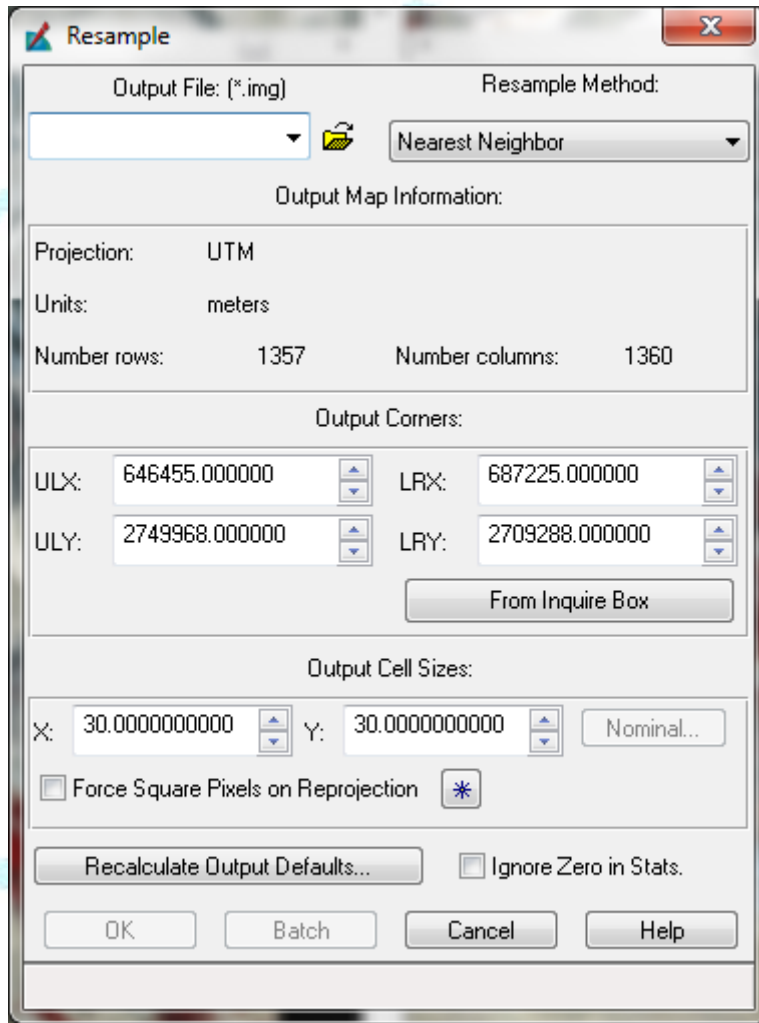 Resample
Output File: (*.img) Resample Method:
Nearest Neighbor
Output Map Information:
Projection: UTM
Units: meters
Number rows: 1357 Number columns: 1360
Output Corners:
ULX: 646455.000000 LRX: 687225.000000
ULY: 2749968.000000 LRY: 2709288.000000
From Inquire Box
Output Cell Sizes:
X: 30.0000000000 Y: 30.0000000000 Nominal...
Force Square Pixels on Reprojection
Recalculate Output Defaults... Ignore Zero in Stats.
OK Batch Cancel Help